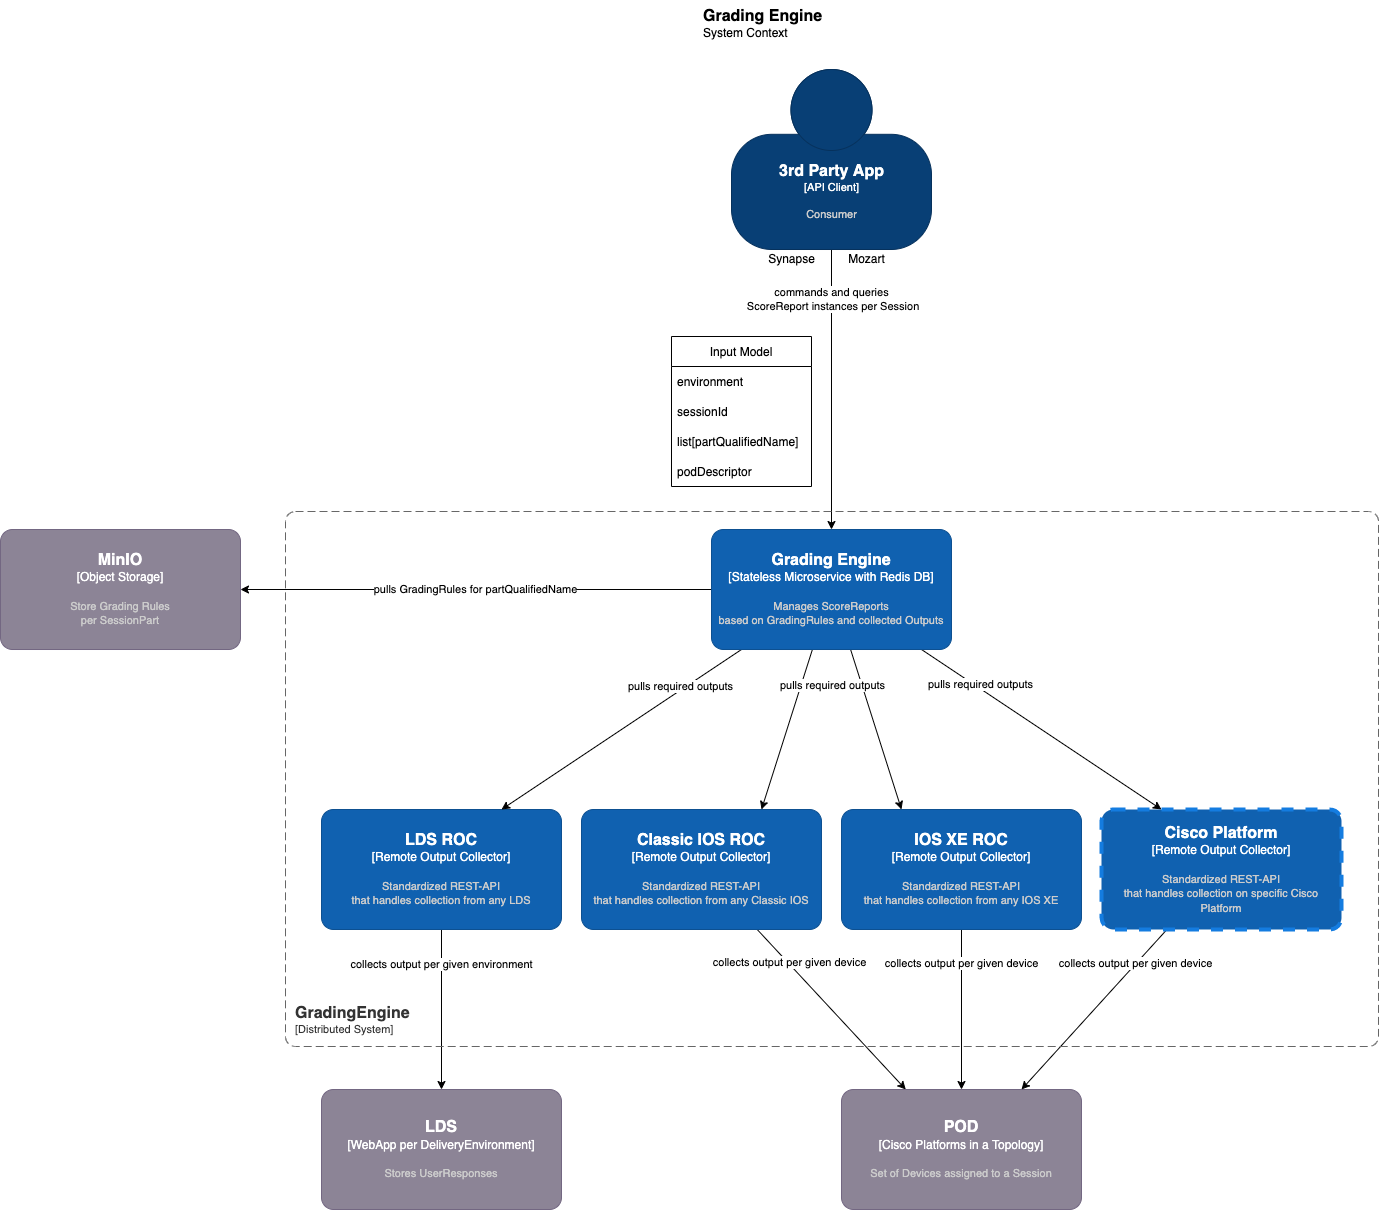 Grading Engine
System Context
3rd Party App
[API Client]
Consumer
Synapse
Mozart
commands and queries
ScoreReport instances per Session
Input Model
environment
sessionId
list[partQualifiedName]
podDescriptor
MinIO
[Object Storage]
Store Grading Rules
per SessionPart
pulls GradingRules for partQualifiedName
Grading Engine
[Stateless Microservice with Redis DB]
Manages ScoreReports
based on GradingRules and collected Outputs
pulls required outputs
pulls required outputs
pulls required outputs
LDS ROC
[Remote Output Collector]
Standardized REST-API
that handles collection from any LDS
Classic IOS ROC
[Remote Output Collector]
Standardized REST-API
that handles collection from any Classic IOS
IOS XE ROC
[Remote Output Collector]
Standardized REST-API
that handles collection from any IOS XE
Cisco Platform
[Remote Output Collector]
Standardized REST-API
that handles collection on specific Cisco
Platform
collects output per given environment
collects output per given device
collects output per given device
collects output per given device
GradingEngine
[Distributed System]
LDS
[WebApp per DeliveryEnvironment]
Stores UserResponses
POD
[Cisco Platforms in a Topology]
Set of Devices assigned to a Session